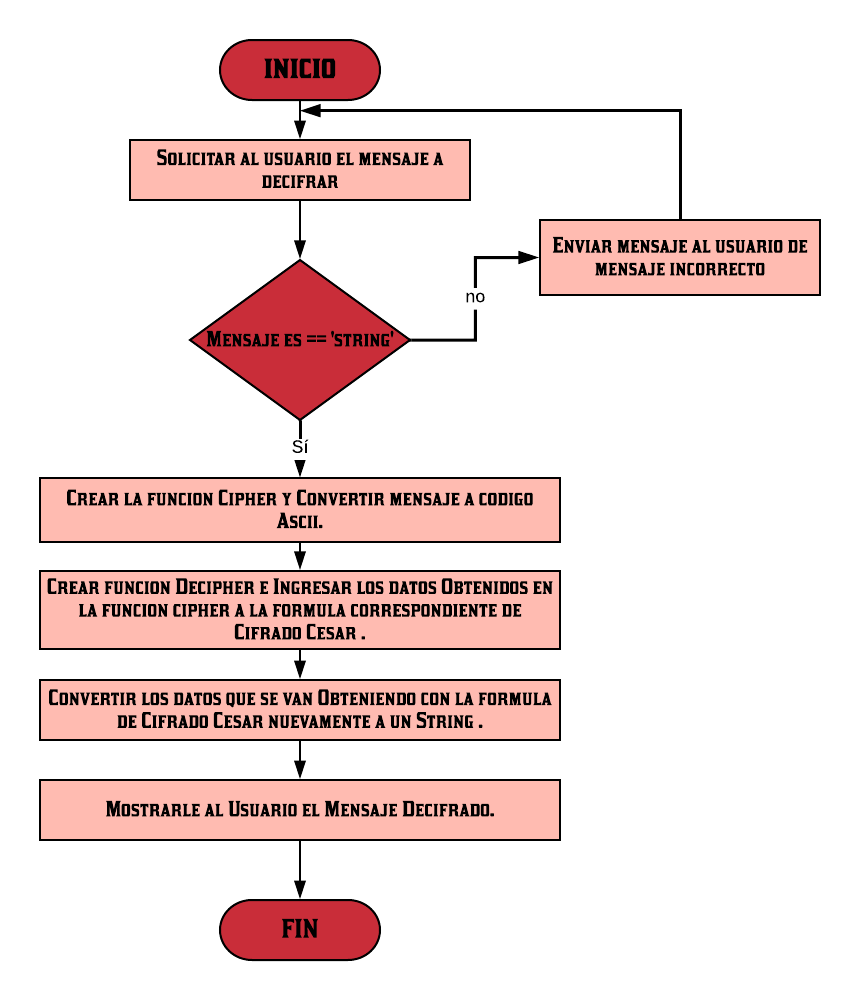 INICIO
Solicitar al usuario el mensaje a
decifrar
Enviar mensaje al usuario de
mensaje incorrecto
no
Mensaje es == 'string'
Sí
Crear la funcion Cipher y Convertir mensaje a codigo
Ascii.
Crear funcion Decipher e Ingresar los datos Obtenidos en
la funcion cipher a la formula correspondiente de
Cifrado Cesar .
Convertir los datos que se van Obteniendo con la formula
de Cifrado Cesar nuevamente a un String .
Mostrarle al Usuario el Mensaje Decifrado.
FIN